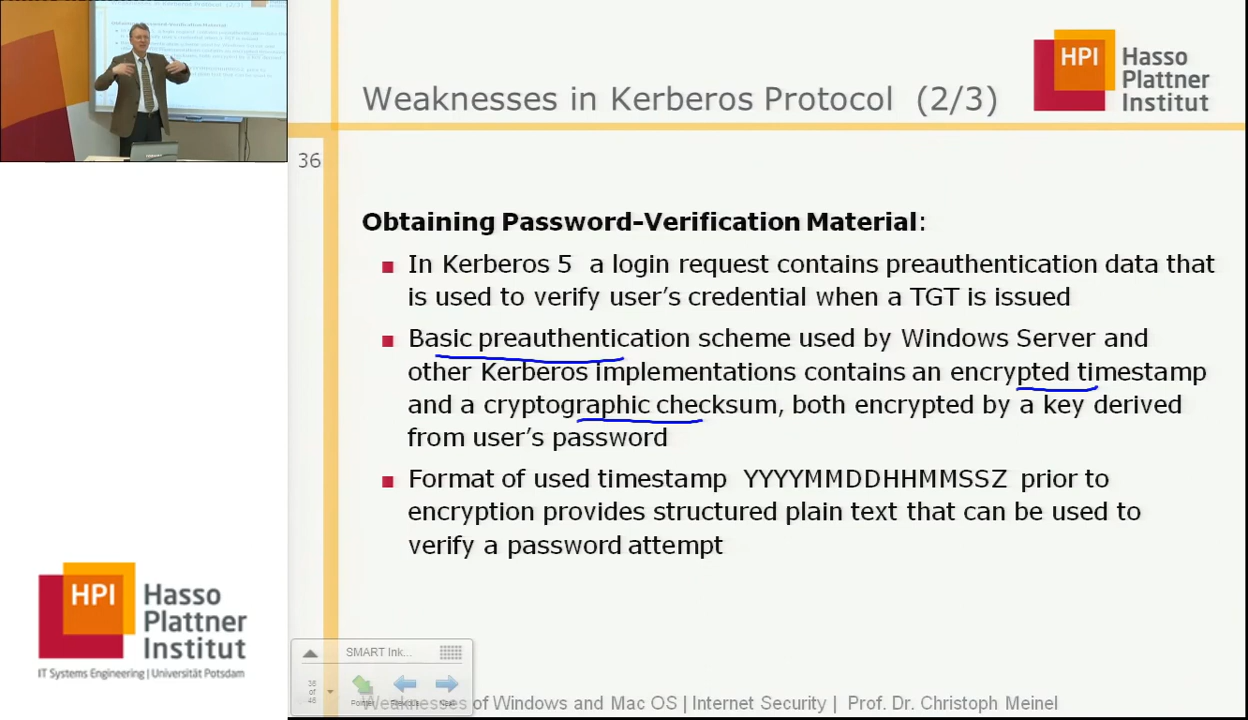 Weaknesses in Kerberos Protocol (2/3)
HPI
Hasso
Plattner
Institut
36
Obtaining Password-Verification Material:
In Kerberos 5 a login request contains preauthentication data that
is used to verify user's credential when a TGT is issued
Basic preauthentication scheme used by Windows Server and
other Kerberos implementations contains an encrypted timestamp
and a cryptographic checksum, both encrypted by a key derived
from user's password
Format of used timestamp YYYYMMDDHHMMSSZ prior to
encryption provides structured plain text that can be used to
verify a password attempt
HPI
Hasso
Plattner
Institut
IT Systems Engineering | Universität Potsdam
SMART Ink...
36
of
48
Weaknesses of Windows and Mac OS | Internet Security | Prof. Dr. Christoph Meinel